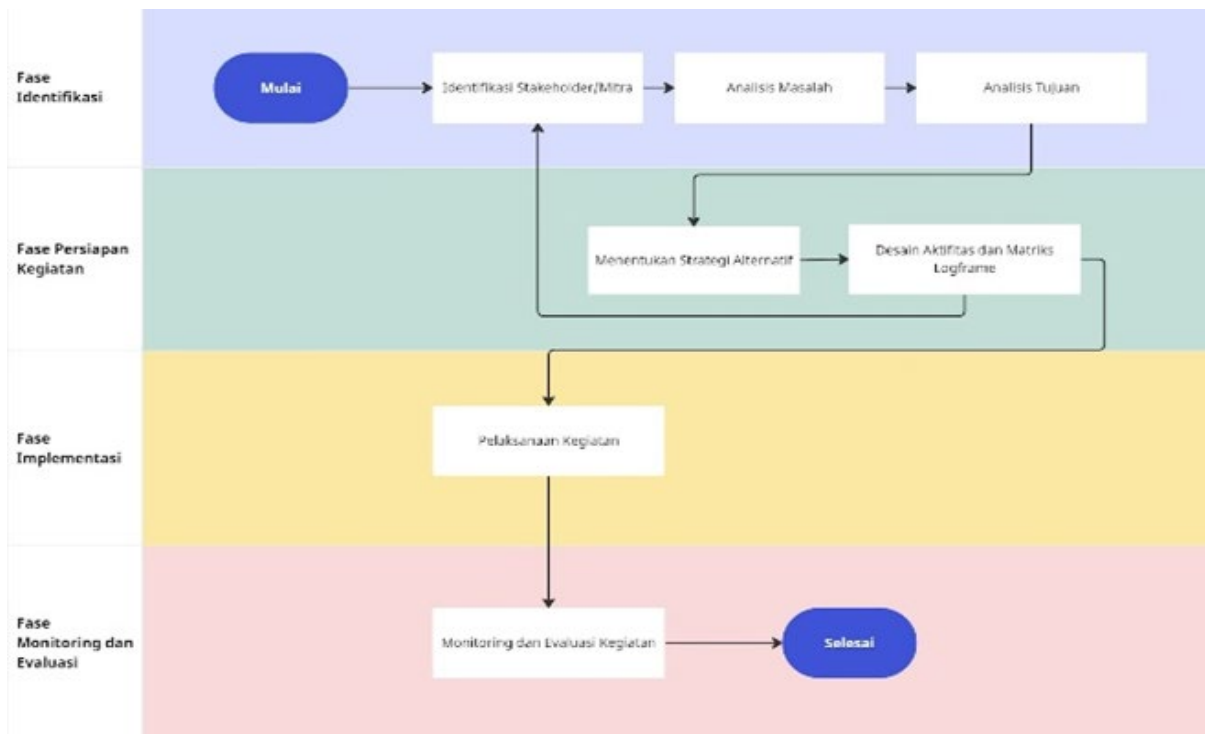 Fase
Identifikasi
Mulai
Identifikasi Stakeholder/Mitra
Analisis Masalah
Analisis Tujuan
Fase Persiapan
Kegiatan
Menentukan Strategi Alternatif
Desain Aktifitas dan Matriks
Logframe
Fase
Implementasi
Pelaksanaan Kegiatan
Fase
Monitoring dan
Evaluasi
Monitoring dan Evaluasi Kegiatan
Selesai